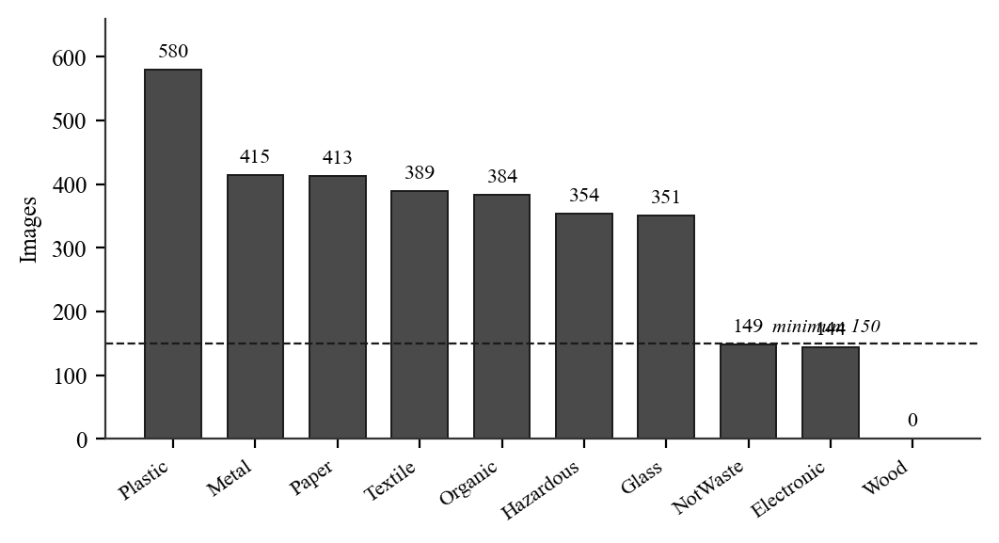 580
600
500
415
413
400
389
384
354
351
300
Images
200
149
minimum 150
144
100
0
0
Plastic
Metal
Paper
Textile
Organic
Hazardous
Glass
NotWaste
Electronic
Wood